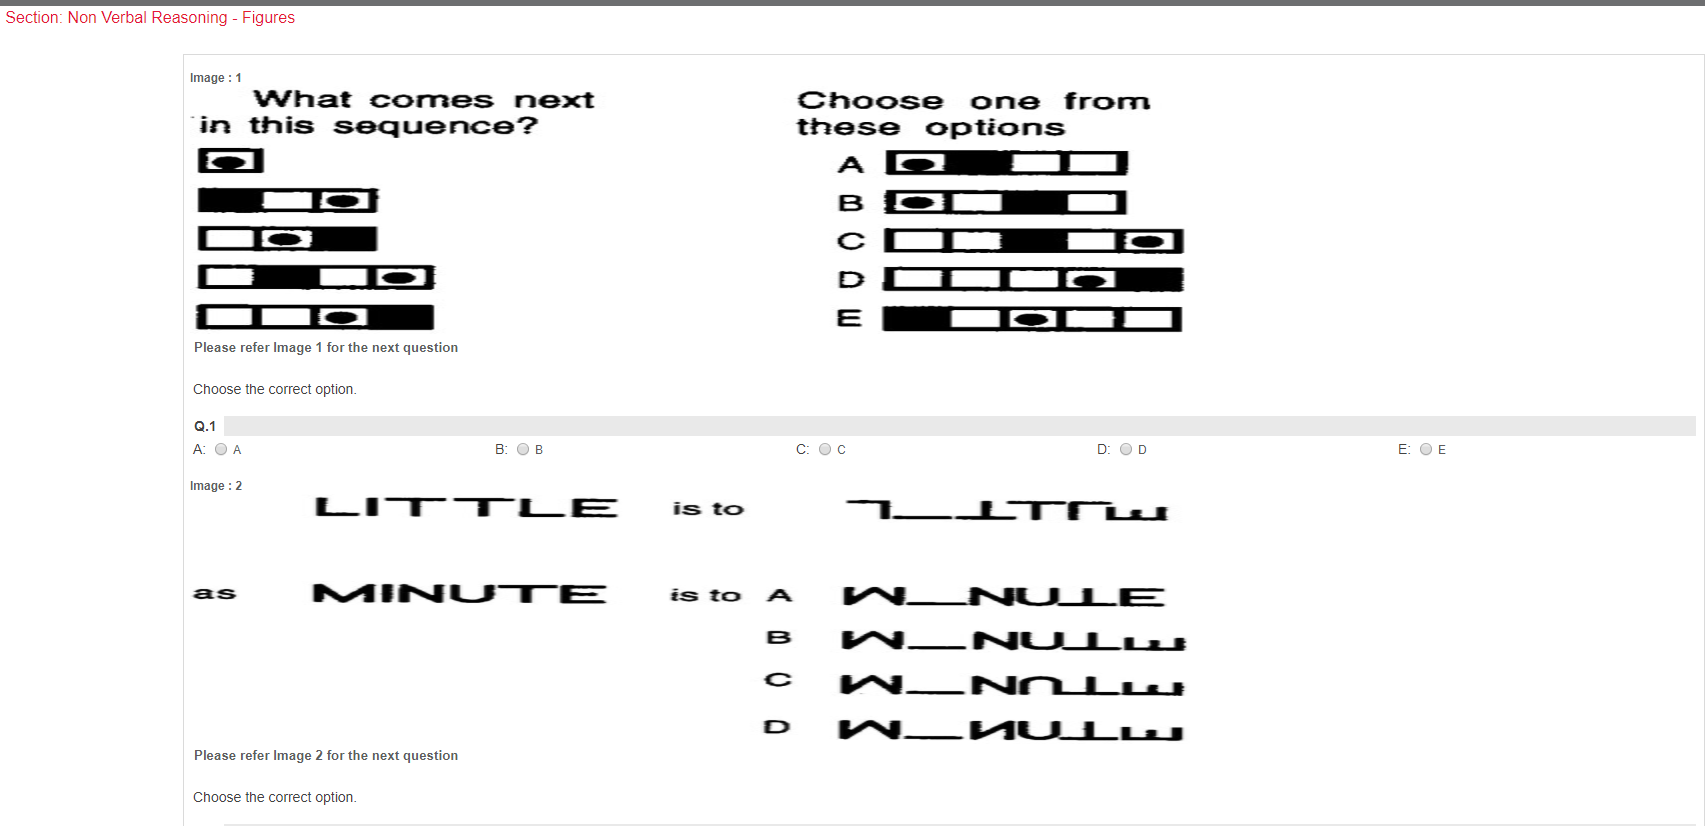 Section: Non Verbal Reasoning - Figures
Image : 1
What comes next
in this sequence?
Choose one from
these options
A
B
C
D
E
Please refer Image 1 for the next question
Choose the correct option.
Q.1
A: A B: B C: C D: D E: E
Image : 2
LITTLE is to
as MINUTE is to A
B
C
D
Please refer Image 2 for the next question
Choose the correct option.